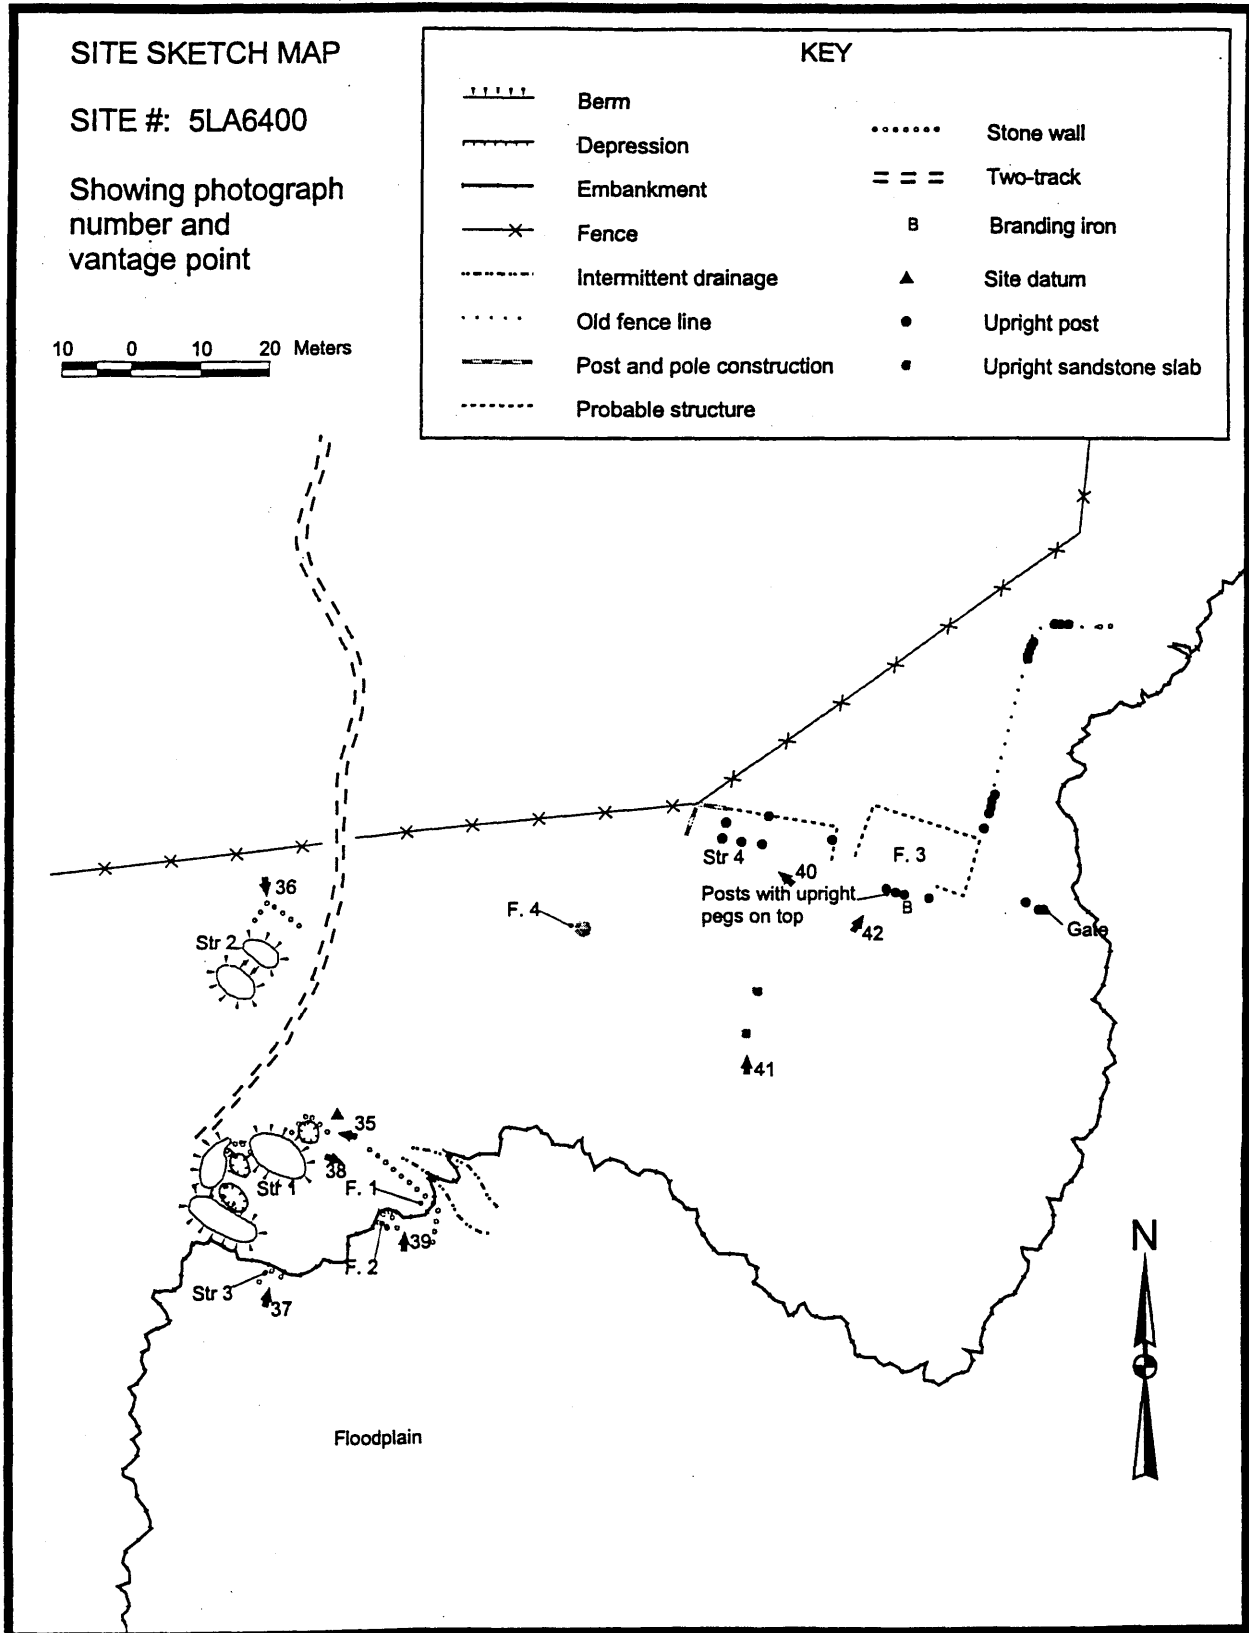 SITE SKETCH MAP
SITE #: 5LA6400
Showing photograph
number and
vantage point
10 0 10 20 Meters
KEY
Berm
Depression
Embankment
Fence
Intermittent drainage
Old fence line
Post and pole construction
Probable structure
Stone wall
Two-track
B Branding iron
Site datum
Upright post
Upright sandstone slab
36
Str 2
F. 4
Str 4
40
F. 3
Posts with upright
pegs on top
B
42
Gate
41
35
38
Str 1
F. 1
39
F. 2
Str 3
37
N
Floodplain